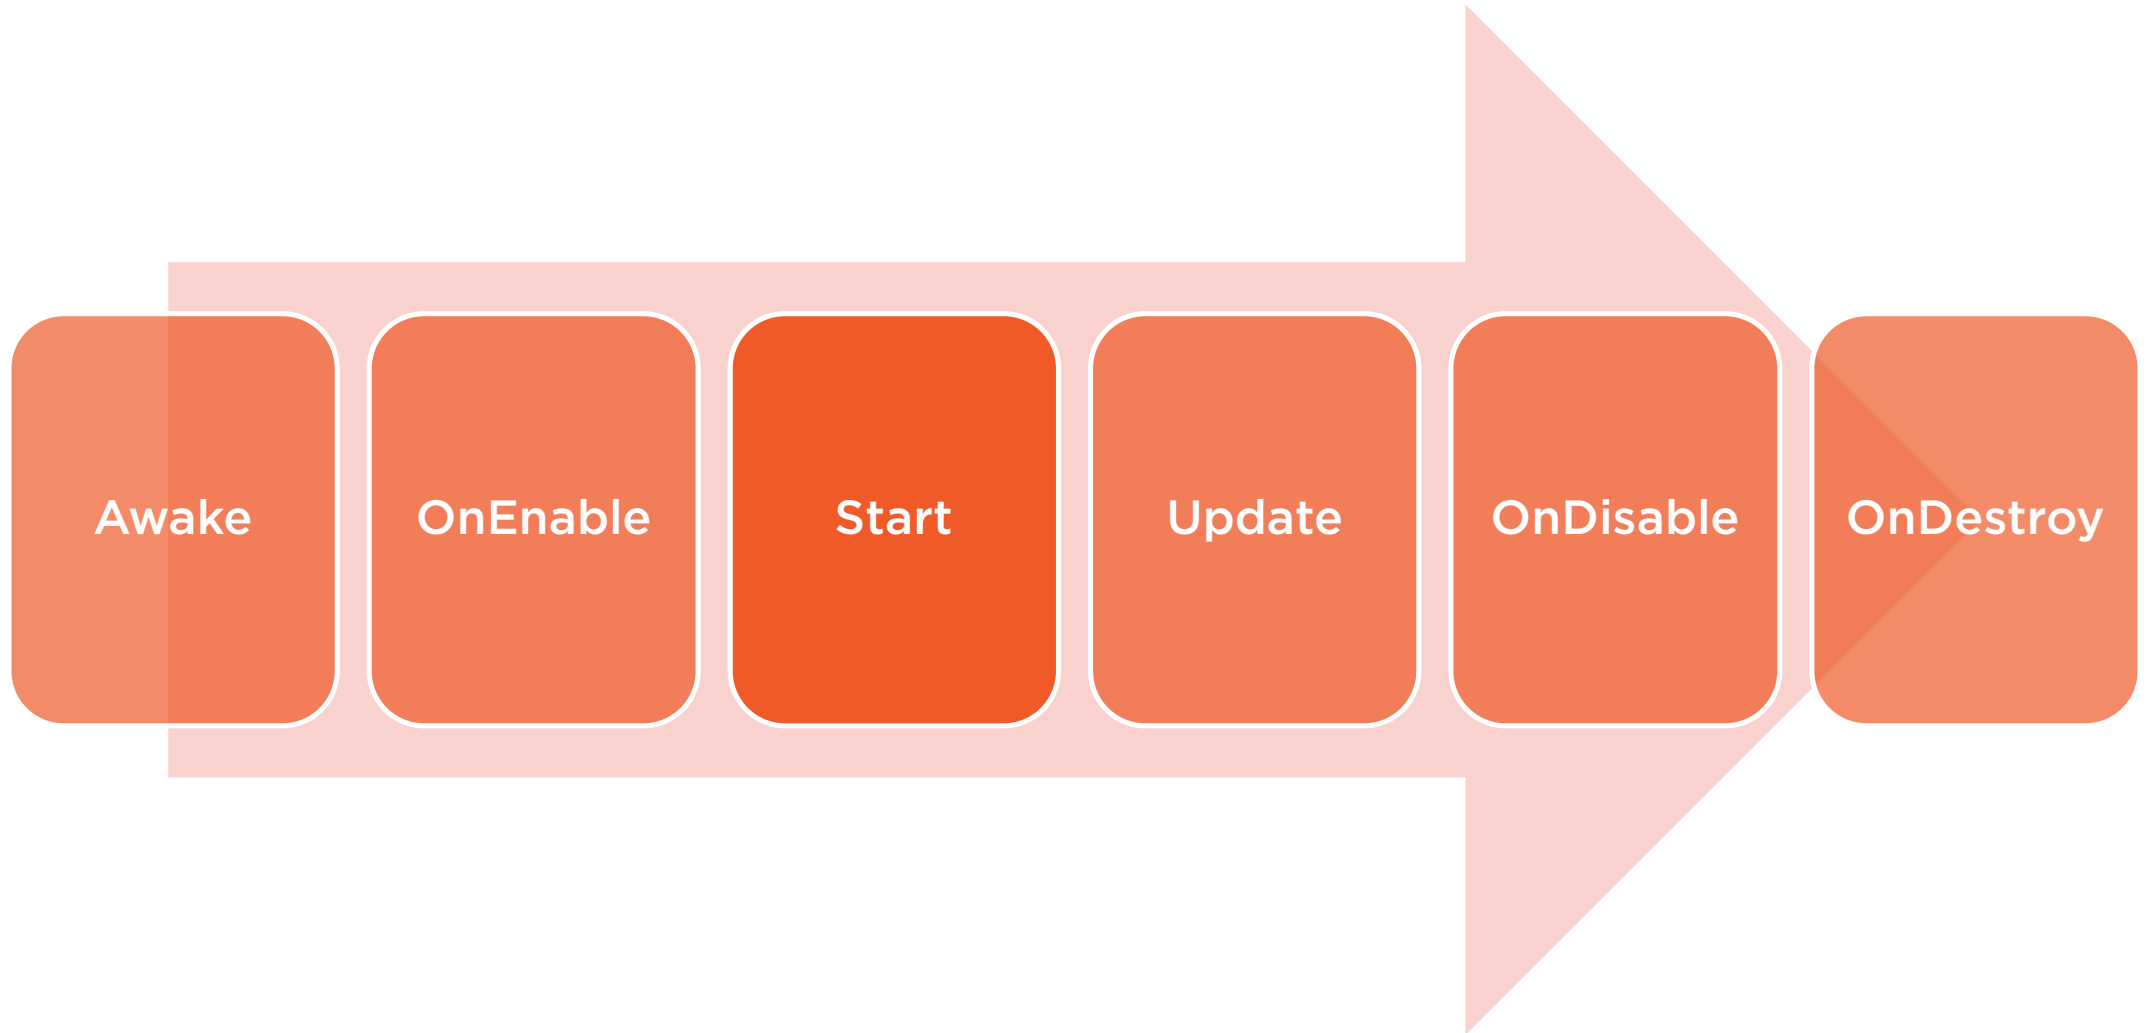 Awake
OnEnable
Start
Update
OnDisable
OnDestroy